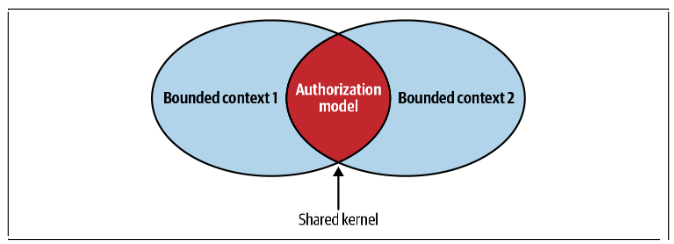 Bounded context 1
Authorization
model
Bounded context 2
Shared kernel